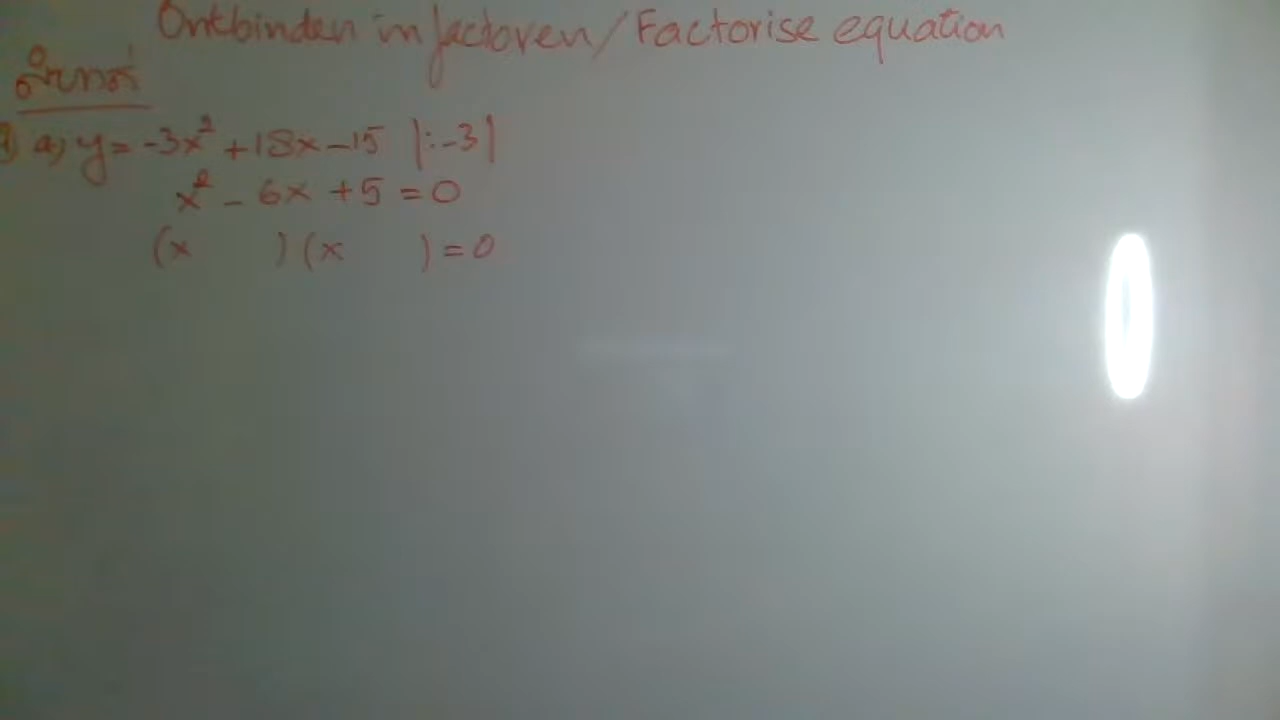 Ontbinden in factoren / Factorise equation
a) y = -3x² + 18x - 15 |: -3|
x² - 6x + 5 = 0
(x ) (x ) = 0